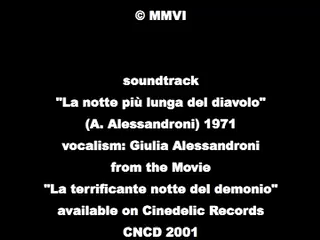 © MMVI
soundtrack
"La notte più lunga del diavolo"
(A. Alessandroni) 1971
vocalism: Giulia Alessandroni
from the Movie
"La terrificante notte del demonio"
available on Cinedelic Records
CNCD 2001